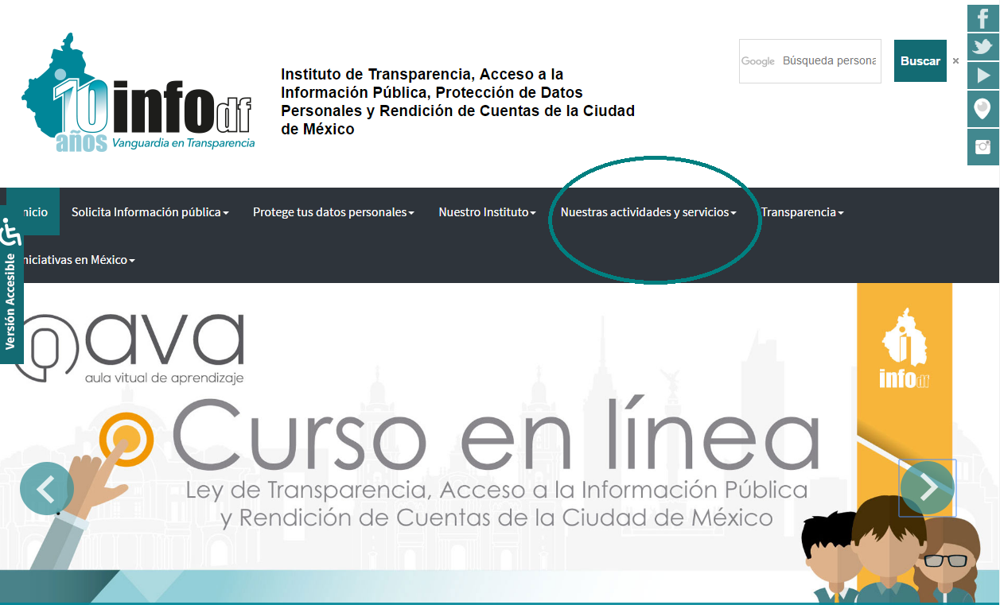 10 años
infodf
Vanguardia en Transparencia
Instituto de Transparencia, Acceso a la
Información Pública, Protección de Datos
Personales y Rendición de Cuentas de la Ciudad
de México
Google Búsqueda persona
Buscar ×
nicio Solicita Información pública Protege tus datos personales Nuestro Instituto Nuestras actividades y servicios Transparencia
niciativas en México
Versión Accesible
ava
aula vitual de aprendizaje
infodf
Curso en línea
Ley de Transparencia, Acceso a la Información Pública
y Rendición de Cuentas de la Ciudad de México